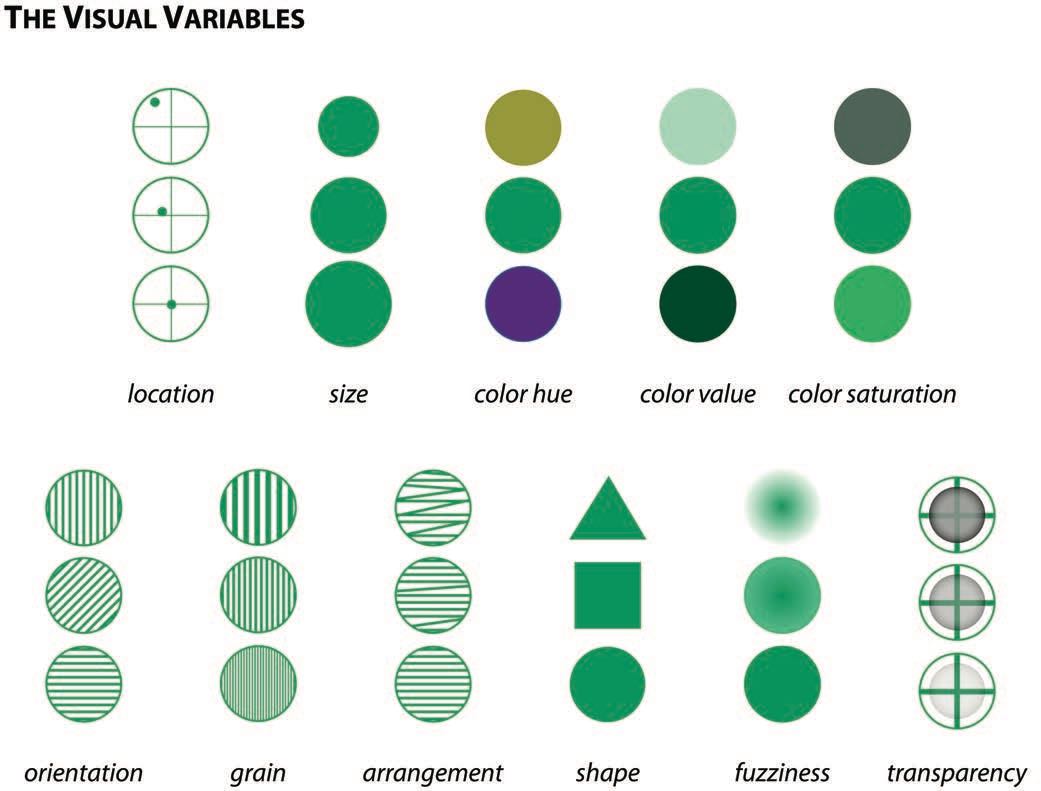 THE VISUAL VARIABLES
location size color hue color value color saturation
orientation grain arrangement shape fuzziness transparency